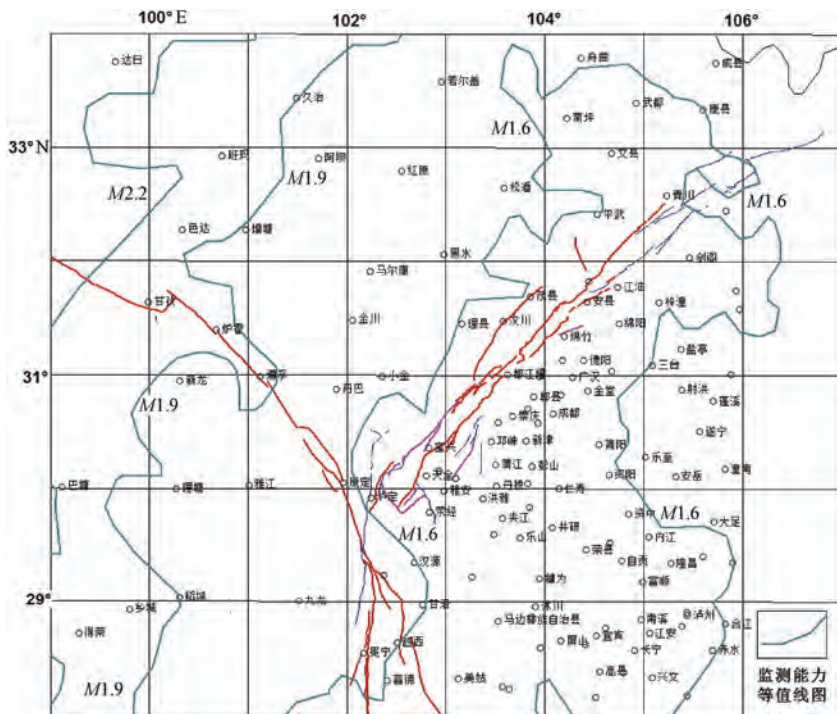 100° E
102°
104°
106°
达日
舟曲
若尔盖
久治
武都
南坪
33°N
班玛
阿坝
M1.6
文县
M1.9
红原
松潘
M2.2
青川
M1.6
平武
色达
黑水
剑阁
马尔康
江油
甘孜
茂县
安县
梓潼
金川
理县
汶川
绵阳
炉霍
绵竹
盐亭
德阳
三台
31°
新龙
道孚
小金
都江堰
广汉
丹巴
金堂
射洪
郫县
蓬溪
M1.9
崇庆
成都
遂宁
宝兴
邛崃
新津
简阳
乐至
蒲江
彭山
潼南
天全
资阳
安岳
巴塘
理塘
雅江
康定
丹棱
雅安
仁寿
泸定
洪雅
荥经
夹江
资中
M1.6
大足
M1.6
井研
乐山
内江
荣县
汉源
自贡
隆昌
犍为
富顺
29°
稻城
乡城
九龙
甘洛
沐川
泸州
马边彝族自治县
南溪
合江
得荣
宜宾
江安
越西
屏山
冕宁
长宁
赤水
高县
M1.9
喜德
美姑
兴文
监测能力
等值线图